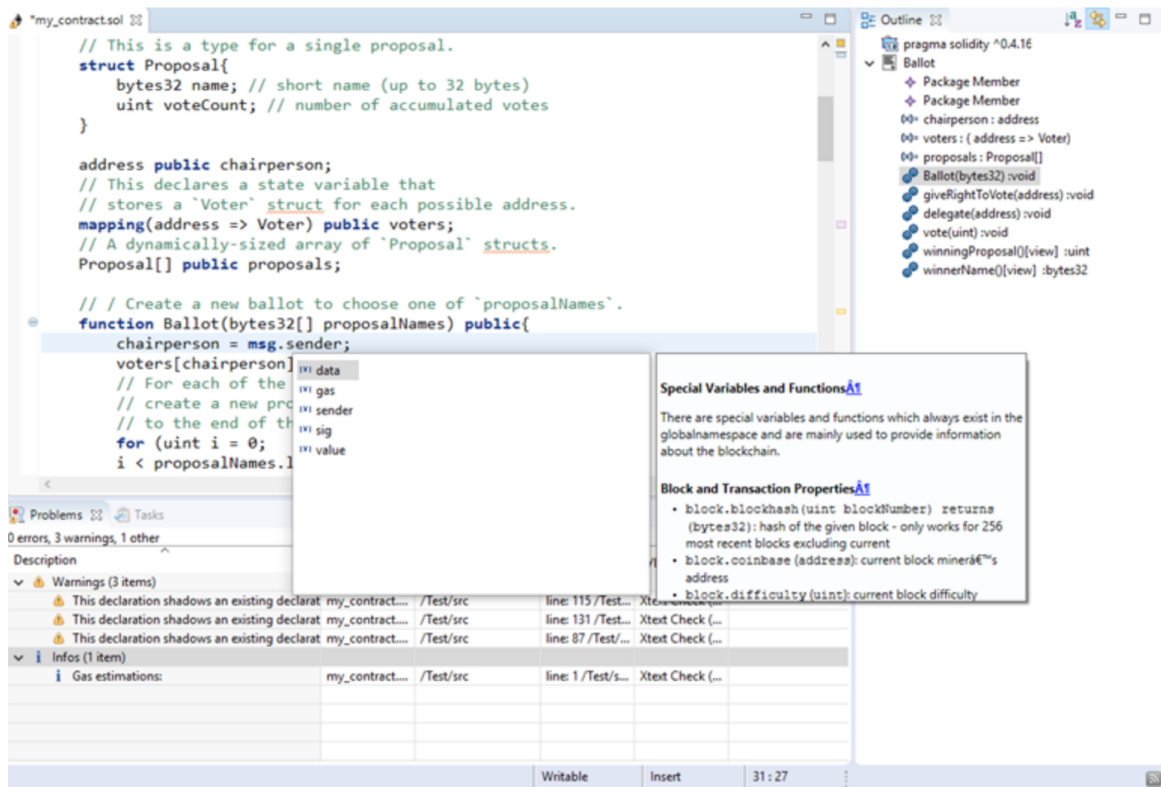 *my_contract.sol
// This is a type for a single proposal.
struct Proposal{
bytes32 name; // short name (up to 32 bytes)
uint voteCount; // number of accumulated votes
}
address public chairperson;
// This declares a state variable that
// stores a `Voter` struct for each possible address.
mapping(address => Voter) public voters;
// A dynamically-sized array of `Proposal` structs.
Proposal[] public proposals;
// / Create a new ballot to choose one of `proposalNames`.
function Ballot(bytes32[] proposalNames) public{
chairperson = msg.sender;
voters[chairperson]
// For each of the
// create a new pro
// to the end of th
for (uint i = 0;
i < proposalNames.l
data
gas
sender
sig
value
Special Variables and Functions¶
There are special variables and functions which always exist in the
globalnamespace and are mainly used to provide information
about the blockchain.
Block and Transaction Properties¶
• block.blockhash(uint blockNumber) returns
(bytes32): hash of the given block - only works for 256
most recent blocks excluding current
• block.coinbase (address): current block minerâ€™s
address
• block.difficulty (uint): current block difficulty
Outline
pragma solidity ^0.4.16
Ballot
Package Member
Package Member
chairperson : address
voters : ( address => Voter)
proposals : Proposal[]
Ballot(bytes32) :void
giveRightToVote(address) :void
delegate(address) :void
vote(uint) :void
winningProposal()[view] :uint
winnerName()[view] :bytes32
Problems Tasks
0 errors, 3 warnings, 1 other
Description
Warnings (3 items)
This declaration shadows an existing declarat my_contract.... /Test/src line: 115 /Test... Xtext Check (...
This declaration shadows an existing declarat my_contract.... /Test/src line: 131 /Test... Xtext Check (...
This declaration shadows an existing declarat my_contract.... /Test/src line: 87 /Test/... Xtext Check (...
Infos (1 item)
Gas estimations: my_contract.... /Test/src line: 1 /Test/s... Xtext Check (...
Writable Insert 31 : 27